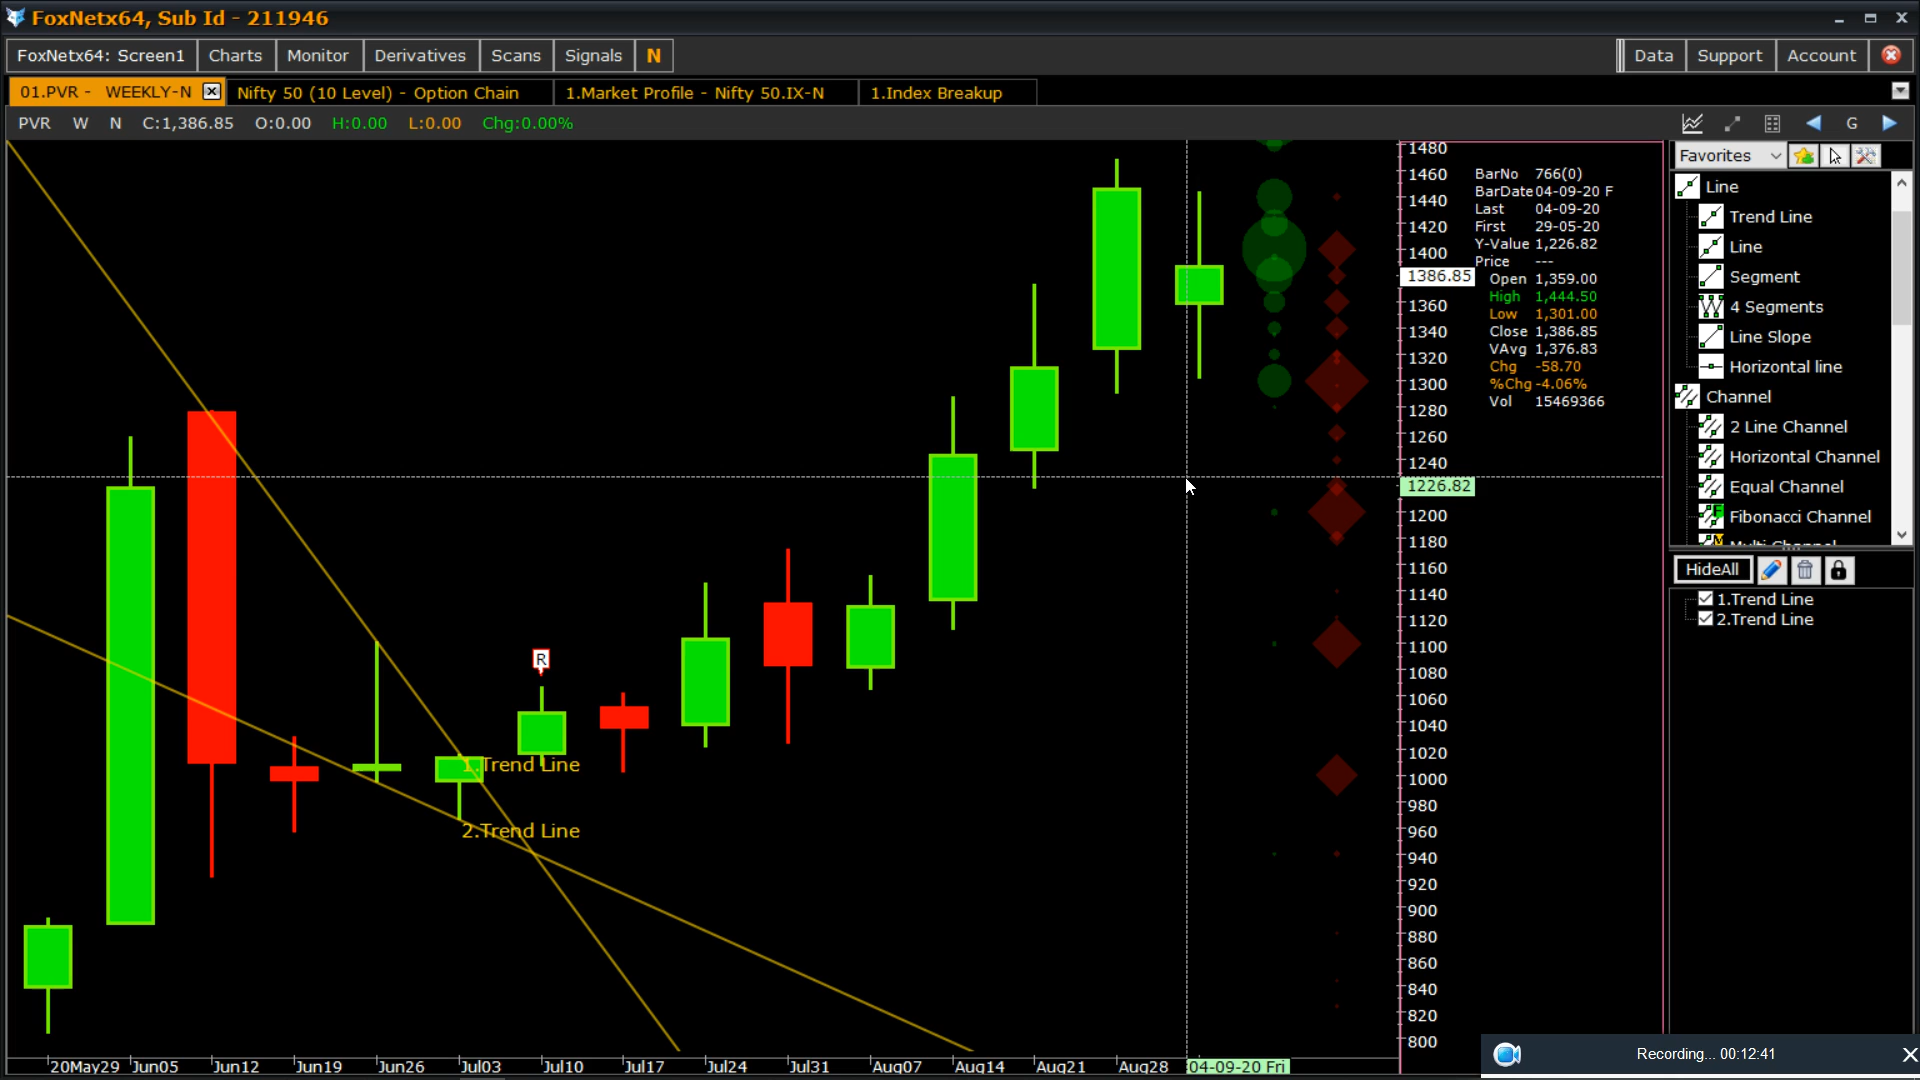 FoxNetx64, Sub Id - 211946
FoxNetx64: Screen1 Charts Monitor Derivatives Scans Signals N Data Support Account
01.PVR - WEEKLY-N Nifty 50 (10 Level) - Option Chain 1.Market Profile - Nifty 50.IX-N 1.Index Breakup
PVR W N C:1,386.85 O:0.00 H:0.00 L:0.00 Chg:0.00% G
Favorites
Line
Trend Line
Line
Segment
4 Segments
Line Slope
Horizontal line
Channel
2 Line Channel
Horizontal Channel
Equal Channel
Fibonacci Channel
Multi Channel
HideAll
1.Trend Line
2.Trend Line
BarNo 766(0)
BarDate 04-09-20 F
Last 04-09-20
First 29-05-20
Y-Value 1,226.82
Price ---
Open 1,359.00
High 1,444.50
Low 1,301.00
Close 1,386.85
VAvg 1,376.83
Chg -58.70
%Chg -4.06%
Vol 15469366
1480
1460
1440
1420
1400
1386.85
1360
1340
1320
1300
1280
1260
1240
1226.82
1200
1180
1160
1140
1120
1100
1080
1060
1040
1020
1000
980
960
940
920
900
880
860
840
820
800
R
1.Trend Line
2.Trend Line
20May29 Jun05 Jun12 Jun19 Jun26 Jul03 Jul10 Jul17 Jul24 Jul31 Aug07 Aug14 Aug21 Aug28 04-09-20 Fri
Recording... 00:12:41